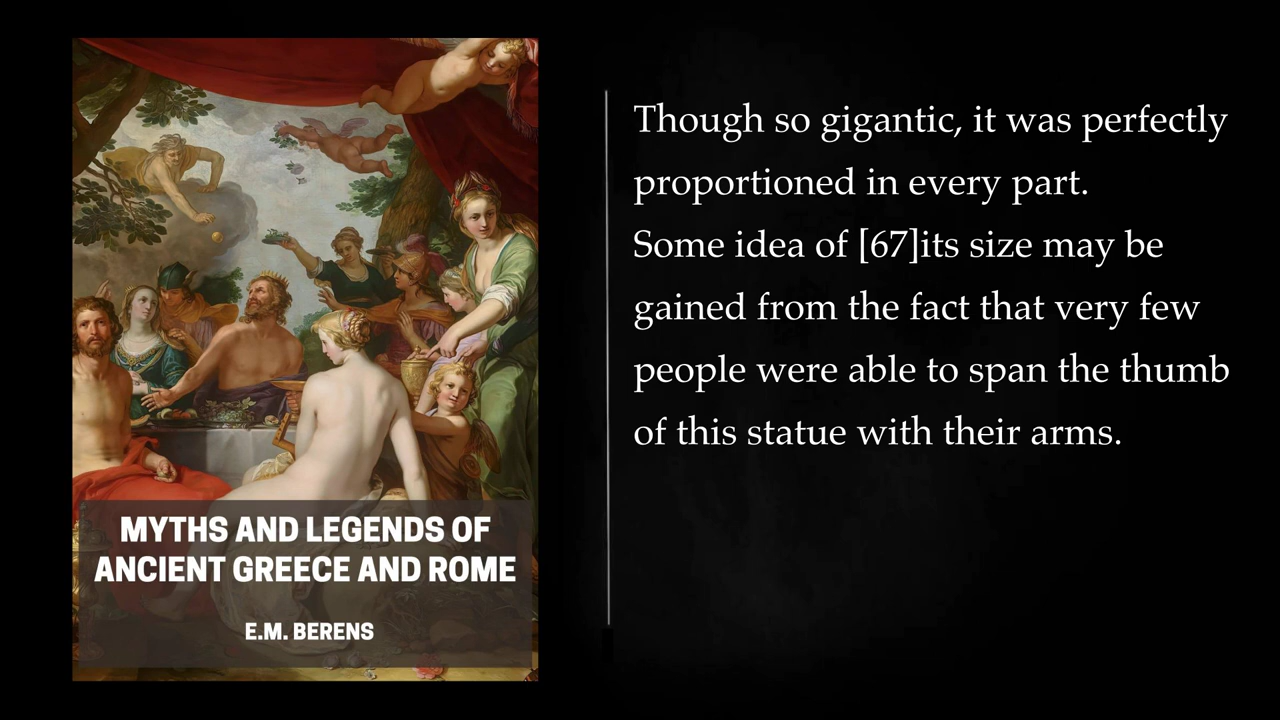 MYTHS AND LEGENDS OF
ANCIENT GREECE AND ROME
E.M. BERENS
Though so gigantic, it was perfectly
proportioned in every part.
Some idea of [67]its size may be
gained from the fact that very few
people were able to span the thumb
of this statue with their arms.